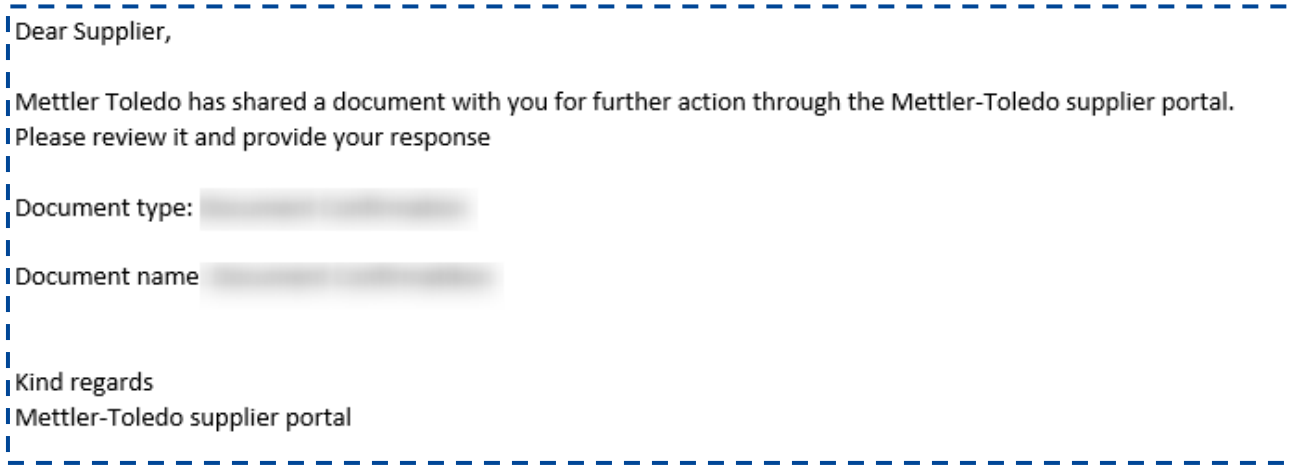 Dear Supplier,
Mettler Toledo has shared a document with you for further action through the Mettler-Toledo supplier portal.
Please review it and provide your response
Document type:
Document name
Kind regards
Mettler-Toledo supplier portal